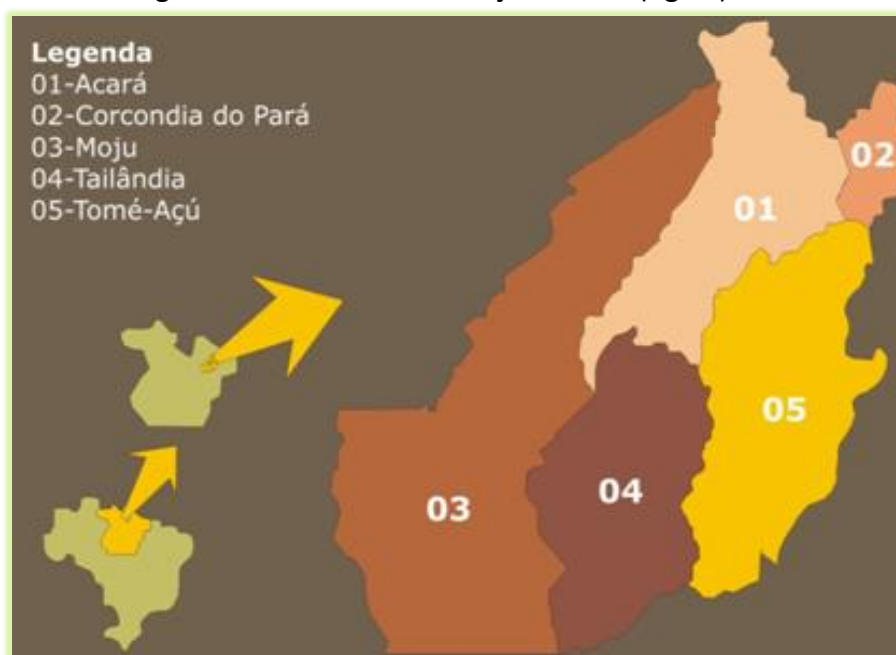 Legenda
01-Acará
02-Corcondia do Pará
03-Moju
04-Tailândia
05-Tomé-Açú
02
01
05
04
03